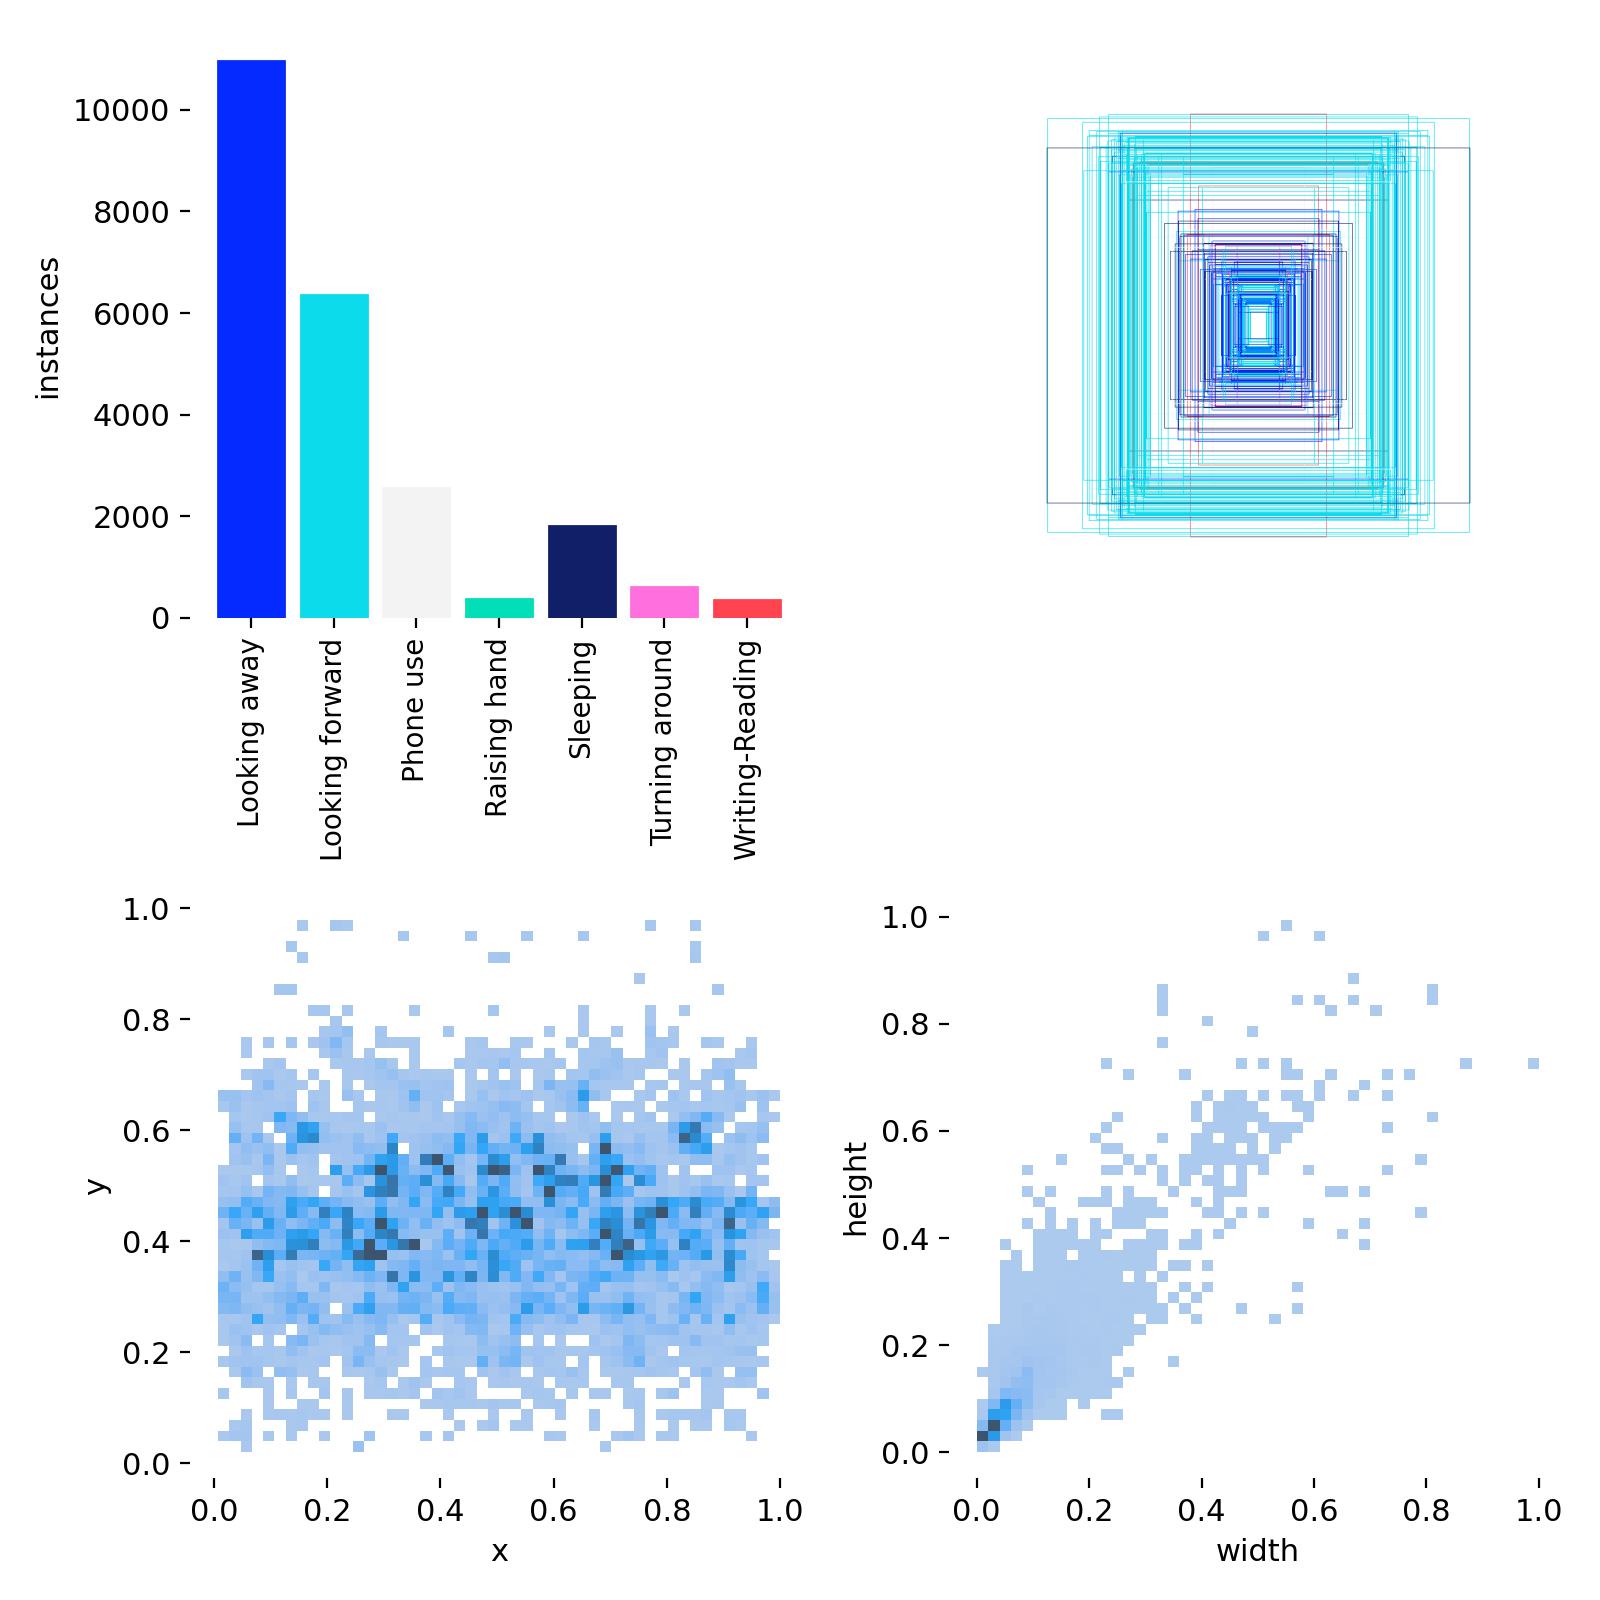 instances
10000
8000
6000
4000
2000
0
Looking away
Looking forward
Phone use
Raising hand
Sleeping
Turning around
Writing-Reading
y
1.0
0.8
0.6
0.4
0.2
0.0
0.0 0.2 0.4 0.6 0.8 1.0
x
height
1.0
0.8
0.6
0.4
0.2
0.0
0.0 0.2 0.4 0.6 0.8 1.0
width